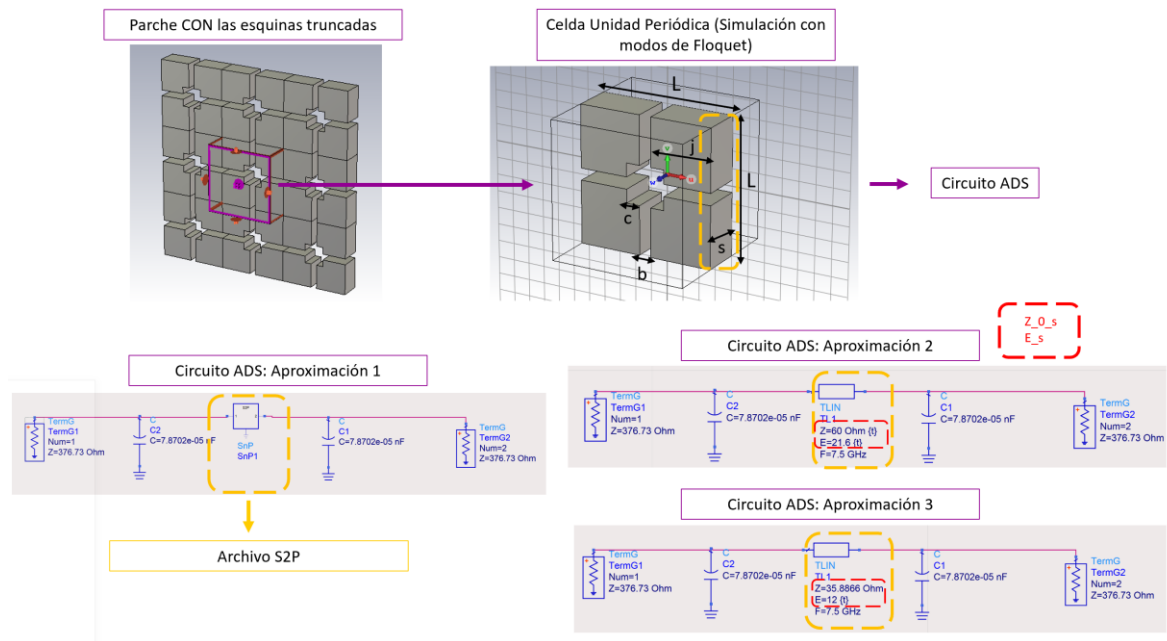 Parche CON las esquinas truncadas
Celda Unidad Periódica (Simulación con
modos de Floquet)
L
j
L
c
s
b
Circuito ADS
Z_0_s
E_s
Circuito ADS: Aproximación 1
TermG
TermG1
Num=1
Z=376.73 Ohm
C
C2
C=7.8702e-05 nF
SnP
SnP1
C
C1
C=7.8702e-05 nF
TermG
TermG2
Num=2
Z=376.73 Ohm
Archivo S2P
Circuito ADS: Aproximación 2
TermG
TermG1
Num=1
Z=376.73 Ohm
C
C2
C=7.8702e-05 nF
TLIN
TL1
Z=60 Ohm {t}
E=21.6 {t}
F=7.5 GHz
C
C1
C=7.8702e-05 nF
TermG
TermG2
Num=2
Z=376.73 Ohm
Circuito ADS: Aproximación 3
TermG
TermG1
Num=1
Z=376.73 Ohm
C
C2
C=7.8702e-05 nF
TLIN
TL1
Z=35.8866 Ohm
E=12 {t}
F=7.5 GHz
C
C1
C=7.8702e-05 nF
TermG
TermG2
Num=2
Z=376.73 Ohm